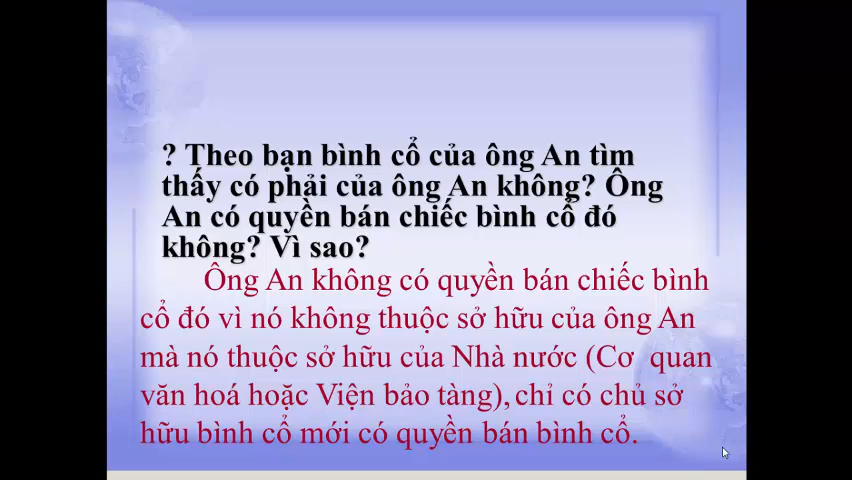 ? Theo bạn bình cổ của ông An tìm
thấy có phải của ông An không? Ông
An có quyền bán chiếc bình cổ đó
không? Vì sao?
Ông An không có quyền bán chiếc bình
cổ đó vì nó không thuộc sở hữu của ông An
mà nó thuộc sở hữu của Nhà nước (Cơ quan
văn hoá hoặc Viện bảo tàng), chỉ có chủ sở
hữu bình cổ mới có quyền bán bình cổ.